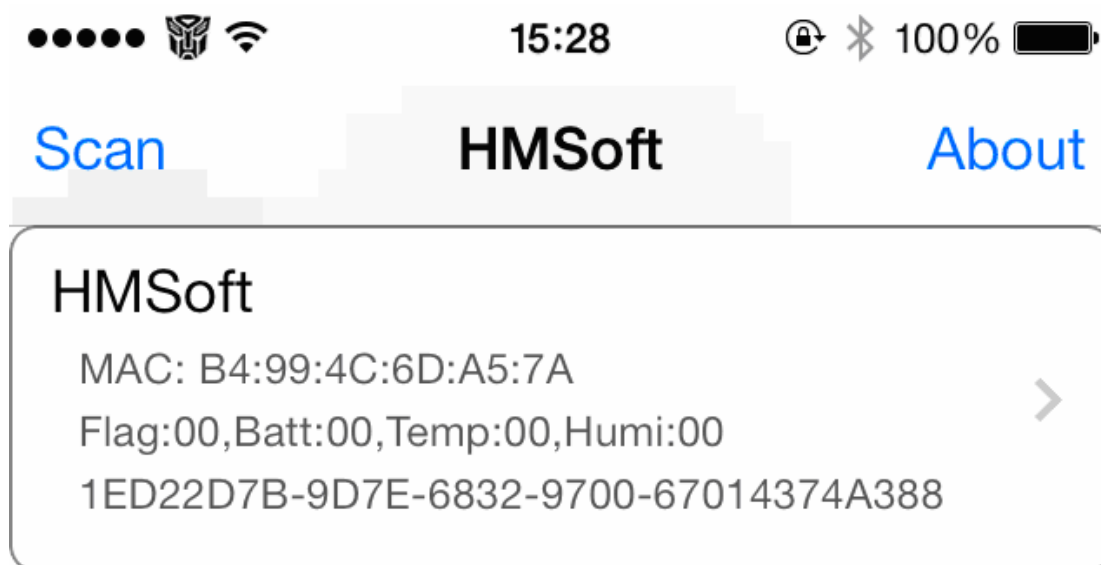 15:28 100%
Scan HMSoft About
HMSoft
MAC: B4:99:4C:6D:A5:7A
Flag:00,Batt:00,Temp:00,Humi:00
1ED22D7B-9D7E-6832-9700-67014374A388